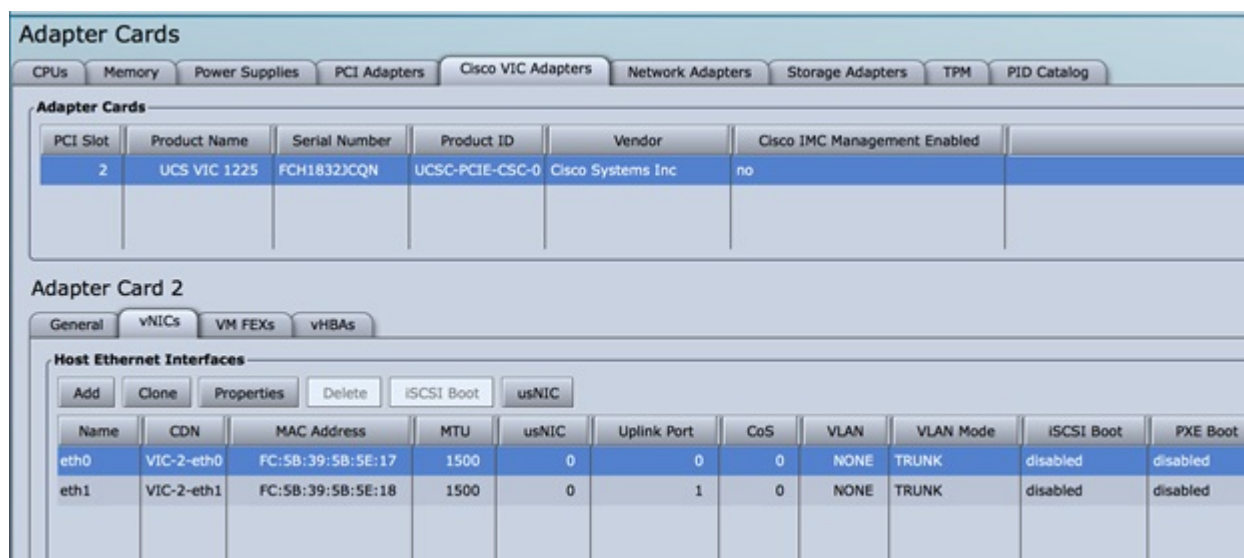 Adapter Cards
CPUs Memory Power Supplies PCI Adapters Cisco VIC Adapters Network Adapters Storage Adapters TPM PID Catalog
Adapter Cards
PCI Slot Product Name Serial Number Product ID Vendor Cisco IMC Management Enabled
2 UCS VIC 1225 FCH1832JCQN UCSC-PCIE-CSC-0 Cisco Systems Inc no
Adapter Card 2
General vNICs VM FEXs vHBAs
Host Ethernet Interfaces
Add Clone Properties Delete iSCSI Boot usNIC
Name CDN MAC Address MTU usNIC Uplink Port CoS VLAN VLAN Mode iSCSI Boot PXE Boot
eth0 VIC-2-eth0 FC:5B:39:5B:5E:17 1500 0 0 0 NONE TRUNK disabled disabled
eth1 VIC-2-eth1 FC:5B:39:5B:5E:18 1500 0 1 0 NONE TRUNK disabled disabled